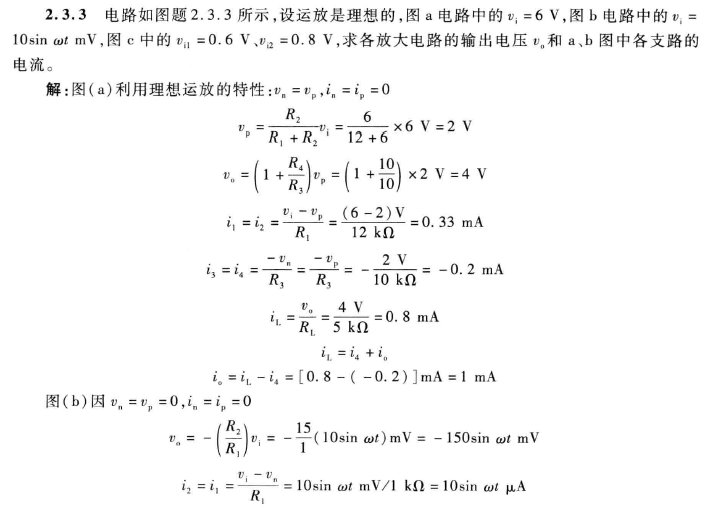 2.3.3 电路如图题2.3.3所示,设运放是理想的,图a电路中的v_i=6 V,图b电路中的v_i=
10sin ωt mV,图c中的v_i1=0.6 V、v_i2=0.8 V,求各放大电路的输出电压v_o和a、b图中各支路的
电流。
解:图(a)利用理想运放的特性:v_n=v_p,i_n=i_p=0
v_p = R_2/(R_1+R_2) v_i = 6/(12+6) ×6 V=2 V
v_o = (1+R_4/R_3)v_p = (1+10/10)×2 V=4 V
i_1=i_2= (v_i-v_p)/R_1 = (6-2)V/12 kΩ =0.33 mA
i_3=i_4= -v_n/R_3 = -v_p/R_3 = - 2 V/10 kΩ = -0.2 mA
i_L = v_o/R_L = 4 V/5 kΩ =0.8 mA
i_L=i_4+i_o
i_o=i_L-i_4=[0.8-(-0.2)]mA=1 mA
图(b)因v_n=v_p=0,i_n=i_p=0
v_o = -(R_2/R_1)v_i = - 15/1 (10sin ωt)mV = -150sin ωt mV
i_2=i_1= (v_i-v_n)/R_1 =10sin ωt mV/1 kΩ=10sin ωt μA